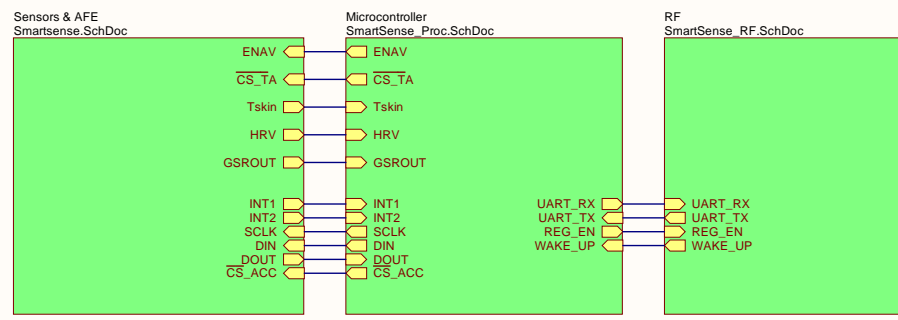 Sensors & AFE
Smartsense.SchDoc
ENAV
CS_TA
Tskin
HRV
GSROUT
INT1
INT2
SCLK
DIN
DOUT
CS_ACC
Microcontroller
SmartSense_Proc.SchDoc
ENAV
CS_TA
Tskin
HRV
GSROUT
INT1
INT2
SCLK
DIN
DOUT
CS_ACC
UART_RX
UART_TX
REG_EN
WAKE_UP
RF
SmartSense_RF.SchDoc
UART_RX
UART_TX
REG_EN
WAKE_UP